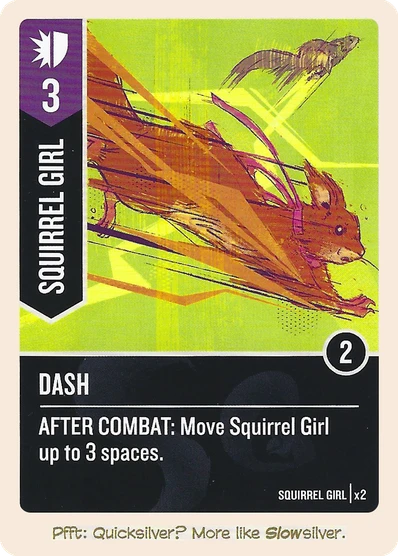 3
SQUIRREL GIRL
2
DASH
AFTER COMBAT: Move Squirrel Girl
up to 3 spaces.
SQUIRREL GIRL | x2
Pfft: Quicksilver? More like Slowsilver.